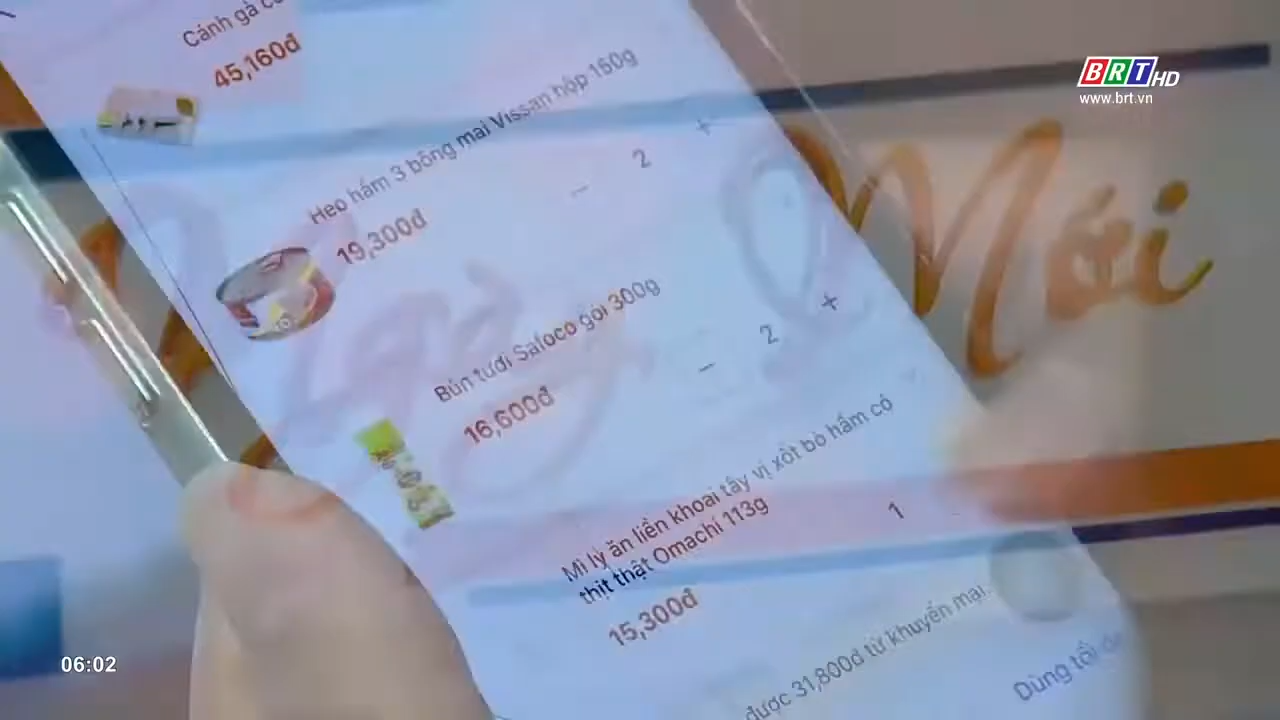 Cánh gà
45,160đ
BRT HD
www.brt.vn
Heo hầm 3 bông mai Vissan hộp 150g
19,300đ
2 +
Ngày Mới
Bún tươi Safoco gói 300g
16,600đ
− 2 +
Mì ly ăn liền khoai tây vị xốt bò hầm có
thịt thật Omachi 113g
15,300đ
1
được 31,800đ từ khuyến mại.
Dùng tối
06:02